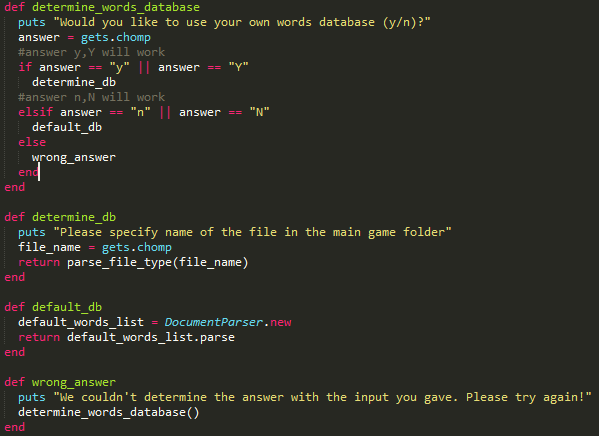 def determine_words_database
  puts "Would you like to use your own words database (y/n)?"
  answer = gets.chomp
  #answer y,Y will work
  if answer == "y" || answer == "Y"
    determine_db
  #answer n,N will work
  elsif answer == "n" || answer == "N"
    default_db
  else
    wrong_answer
  end
end

def determine_db
  puts "Please specify name of the file in the main game folder"
  file_name = gets.chomp
  return parse_file_type(file_name)
end

def default_db
  default_words_list = DocumentParser.new
  return default_words_list.parse
end

def wrong_answer
  puts "We couldn't determine the answer with the input you gave. Please try again!"
  determine_words_database()
end